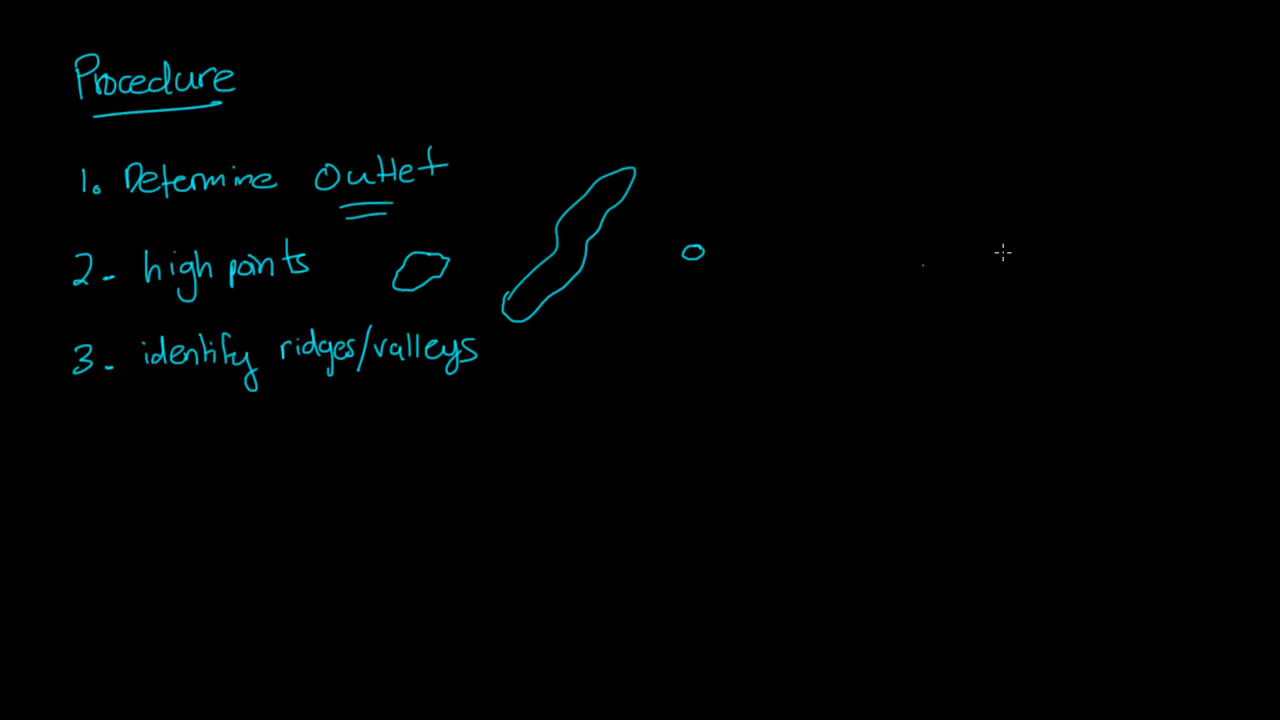 Procedure
1. Determine Outlet
2- high points
3- identify ridges/valleys